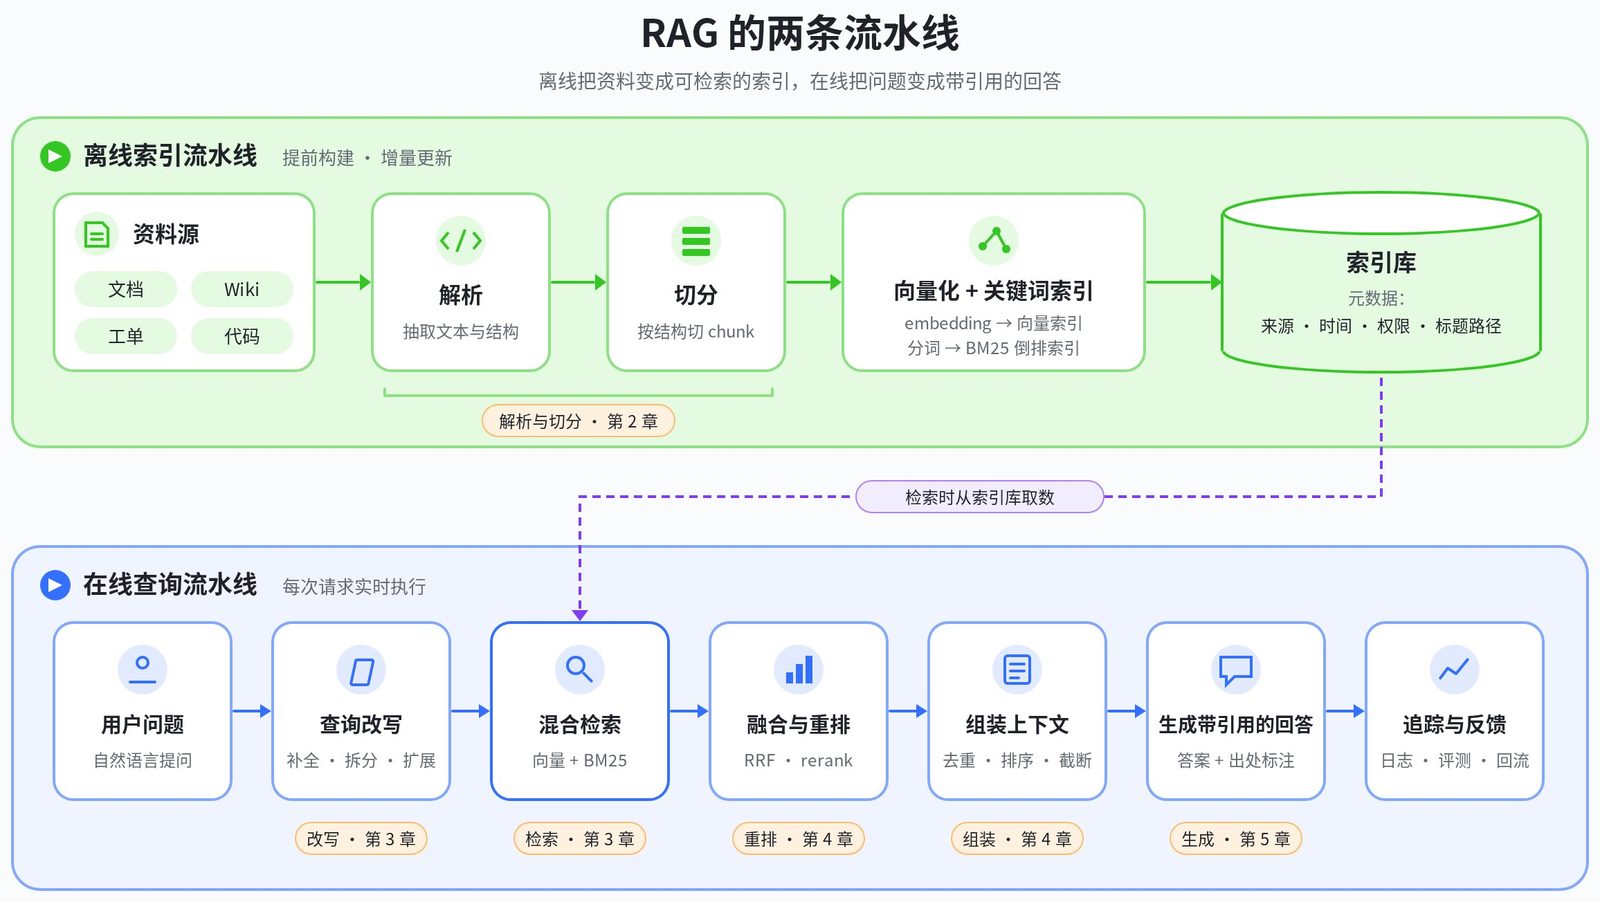 RAG 的两条流水线
离线把资料变成可检索的索引，在线把问题变成带引用的回答
离线索引流水线 提前构建 · 增量更新
资料源
文档 Wiki
工单 代码
解析
抽取文本与结构
切分
按结构切 chunk
解析与切分 · 第 2 章
向量化 + 关键词索引
embedding → 向量索引
分词 → BM25 倒排索引
索引库
元数据：
来源 · 时间 · 权限 · 标题路径
检索时从索引库取数
在线查询流水线 每次请求实时执行
用户问题
自然语言提问
查询改写
补全 · 拆分 · 扩展
改写 · 第 3 章
混合检索
向量 + BM25
检索 · 第 3 章
融合与重排
RRF · rerank
重排 · 第 4 章
组装上下文
去重 · 排序 · 截断
组装 · 第 4 章
生成带引用的回答
答案 + 出处标注
生成 · 第 5 章
追踪与反馈
日志 · 评测 · 回流